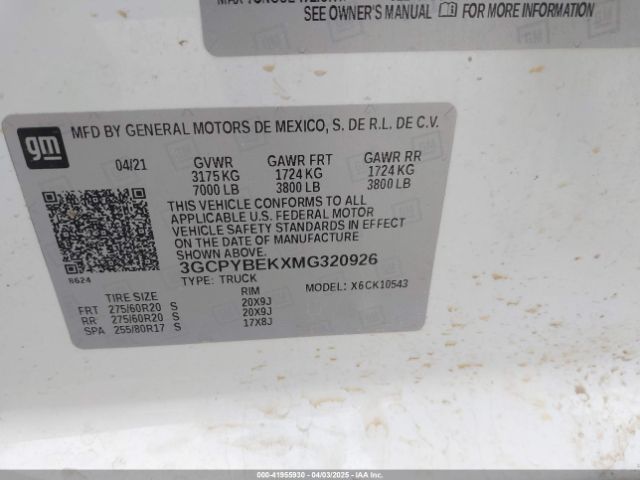 SEE OWNER'S MANUAL FOR MORE INFORMATION
gm
MFD BY GENERAL MOTORS DE MEXICO, S. DE R.L. DE C.V.
04/21 GVWR GAWR FRT GAWR RR
3175 KG 1724 KG 1724 KG
7000 LB 3800 LB 3800 LB
THIS VEHICLE CONFORMS TO ALL
APPLICABLE U.S. FEDERAL MOTOR
VEHICLE SAFETY STANDARDS IN
EFFECT ON THE DATE OF
MANUFACTURE SHOWN ABOVE.
3GCPYBEKXMG320926
8624 TYPE: TRUCK MODEL: X6CK10543
TIRE SIZE RIM
FRT 275/60R20 S 20X9J
RR: 275/60R20 S 20X9J
SPA 255/80R17 S 17X8J
000-41955930 04/03/2025 IAAI.COM